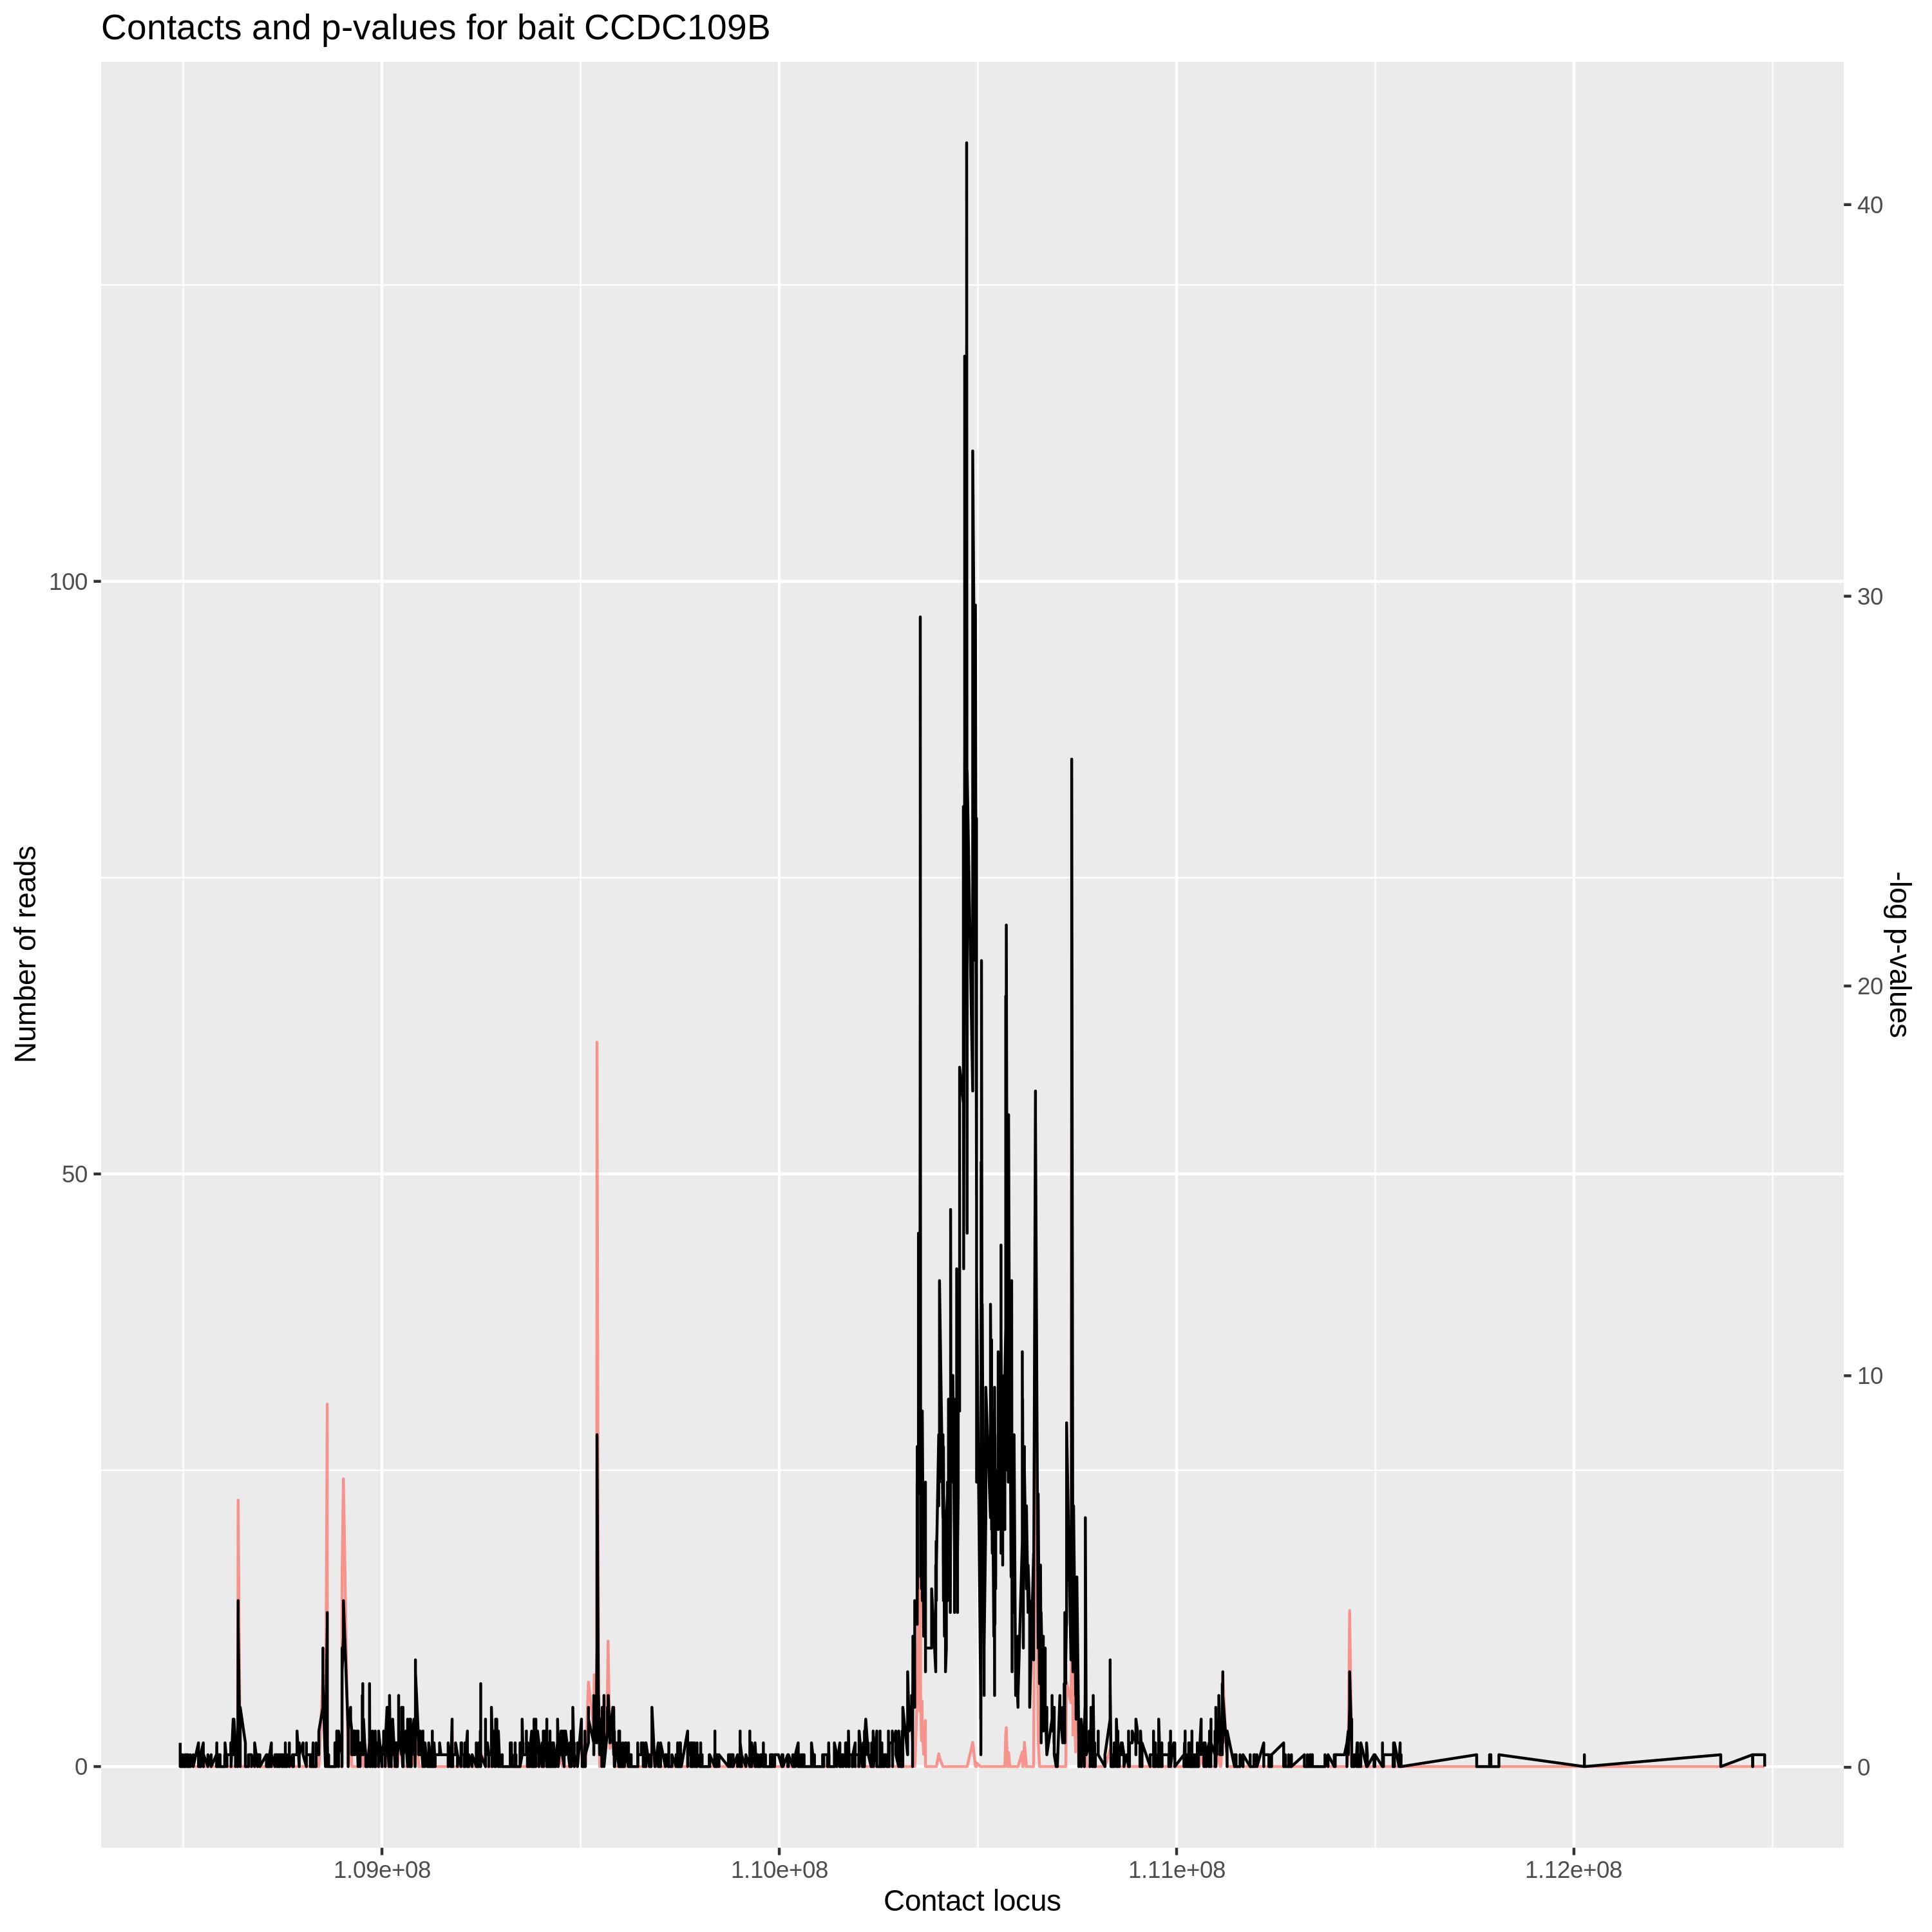 Contacts and p-values for bait CCDC109B
Number of reads
100
50
0
40
30
20
10
0
-log p-values
1.09e+08
1.10e+08
1.11e+08
1.12e+08
Contact locus